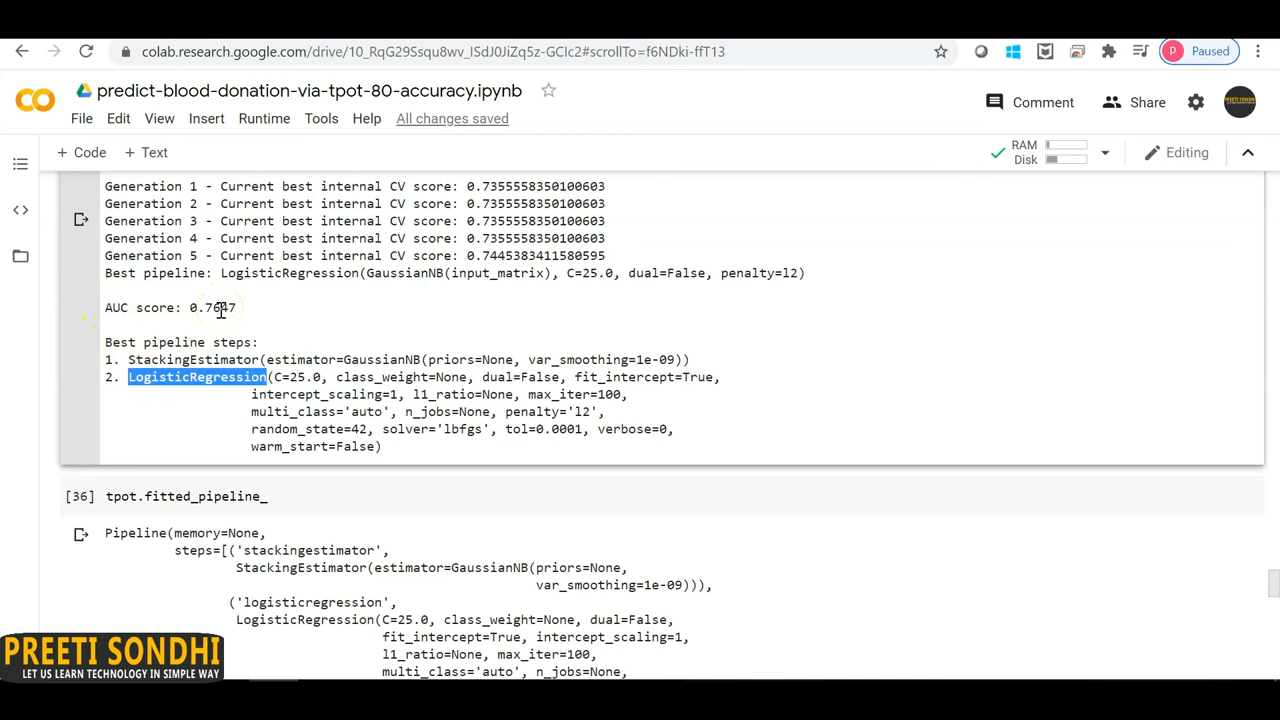 colab.research.google.com/drive/10_RqG29Ssqu8wv_lSdJ0JiZq5z-GCIc2#scrollTo=f6NDki-ffT13
P Paused
CO predict-blood-donation-via-tpot-80-accuracy.ipynb
Comment Share PREETI SONDHI
File Edit View Insert Runtime Tools Help All changes saved
+ Code + Text RAM Disk Editing
Generation 1 - Current best internal CV score: 0.7355558350100603
Generation 2 - Current best internal CV score: 0.7355558350100603
Generation 3 - Current best internal CV score: 0.7355558350100603
Generation 4 - Current best internal CV score: 0.7355558350100603
Generation 5 - Current best internal CV score: 0.7445383411580595
Best pipeline: LogisticRegression(GaussianNB(input_matrix), C=25.0, dual=False, penalty=l2)
AUC score: 0.7647
Best pipeline steps:
1. StackingEstimator(estimator=GaussianNB(priors=None, var_smoothing=1e-09))
2. LogisticRegression(C=25.0, class_weight=None, dual=False, fit_intercept=True,
intercept_scaling=1, l1_ratio=None, max_iter=100,
multi_class='auto', n_jobs=None, penalty='l2',
random_state=42, solver='lbfgs', tol=0.0001, verbose=0,
warm_start=False)
[36] tpot.fitted_pipeline_
Pipeline(memory=None,
steps=[('stackingestimator',
StackingEstimator(estimator=GaussianNB(priors=None,
var_smoothing=1e-09))),
('logisticregression',
LogisticRegression(C=25.0, class_weight=None, dual=False,
fit_intercept=True, intercept_scaling=1,
l1_ratio=None, max_iter=100,
multi_class='auto', n_jobs=None,
PREETI SONDHI
LET US LEARN TECHNOLOGY IN SIMPLE WAY